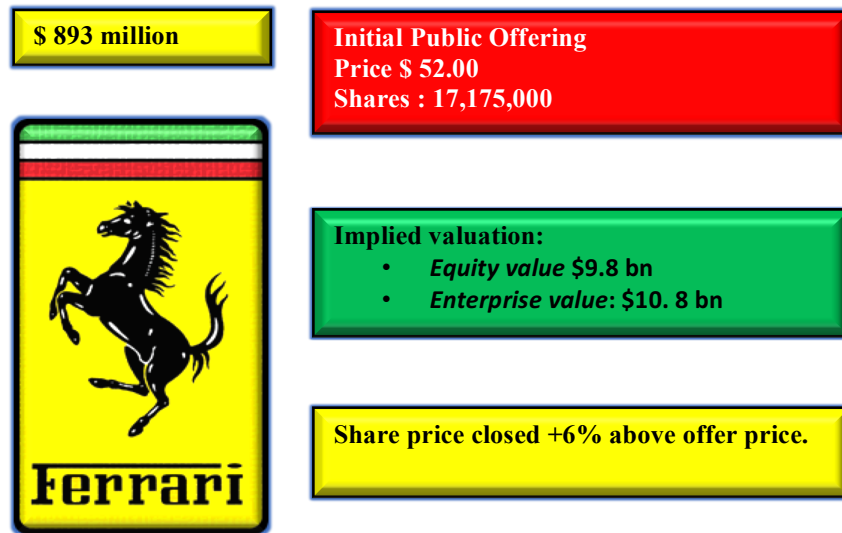 $ 893 million
Initial Public Offering
Price $ 52.00
Shares : 17,175,000
Implied valuation:
• Equity value $9.8 bn
• Enterprise value: $10. 8 bn
Share price closed +6% above offer price.
Ferrari